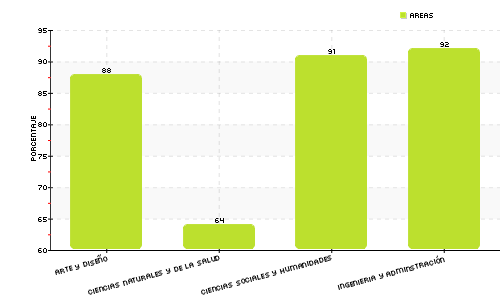 AREAS
95
90
85
80
75
70
65
60
PORCENTAJE
88
64
91
92
ARTE Y DISEÑO
CIENCIAS NATURALES Y DE LA SALUD
CIENCIAS SOCIALES Y HUMANIDADES
INGENIERIA Y ADMINSTRACIÓN